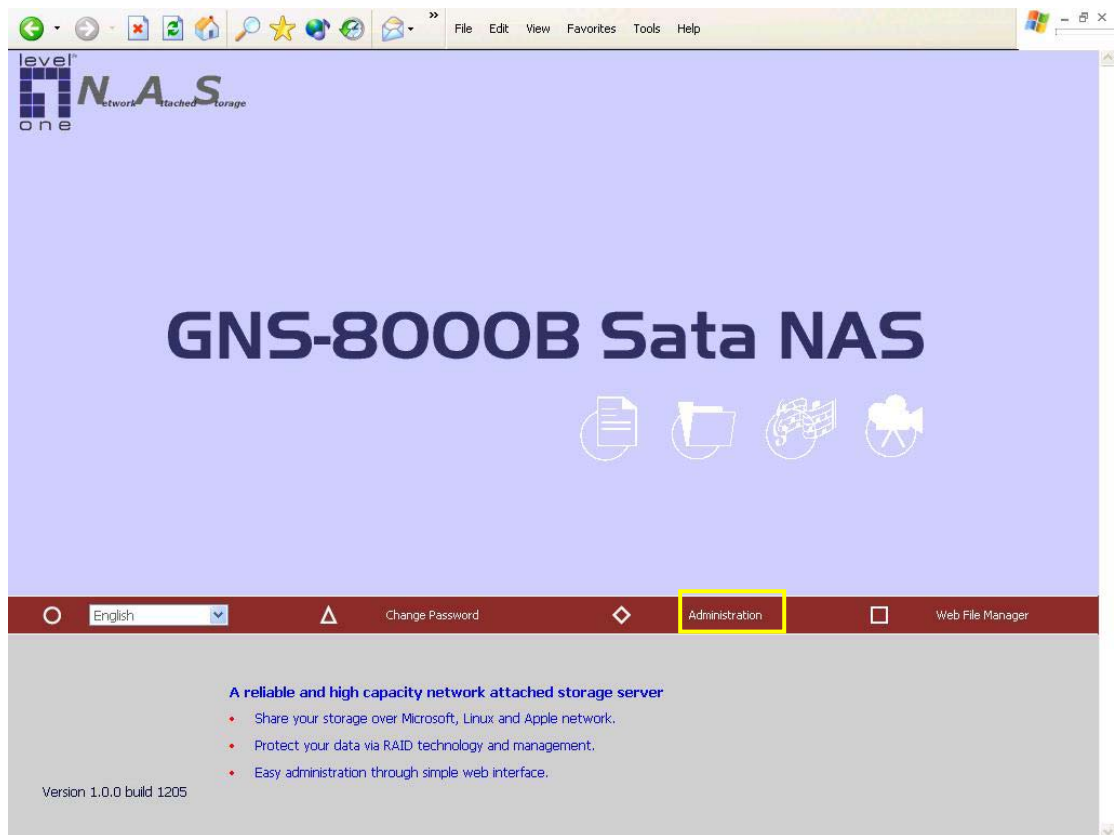 » File Edit View Favorites Tools Help
level
one
Network Attached Storage
GNS-8000B Sata NAS
English Change Password Administration Web File Manager
A reliable and high capacity network attached storage server
• Share your storage over Microsoft, Linux and Apple network.
• Protect your data via RAID technology and management.
• Easy administration through simple web interface.
Version 1.0.0 build 1205